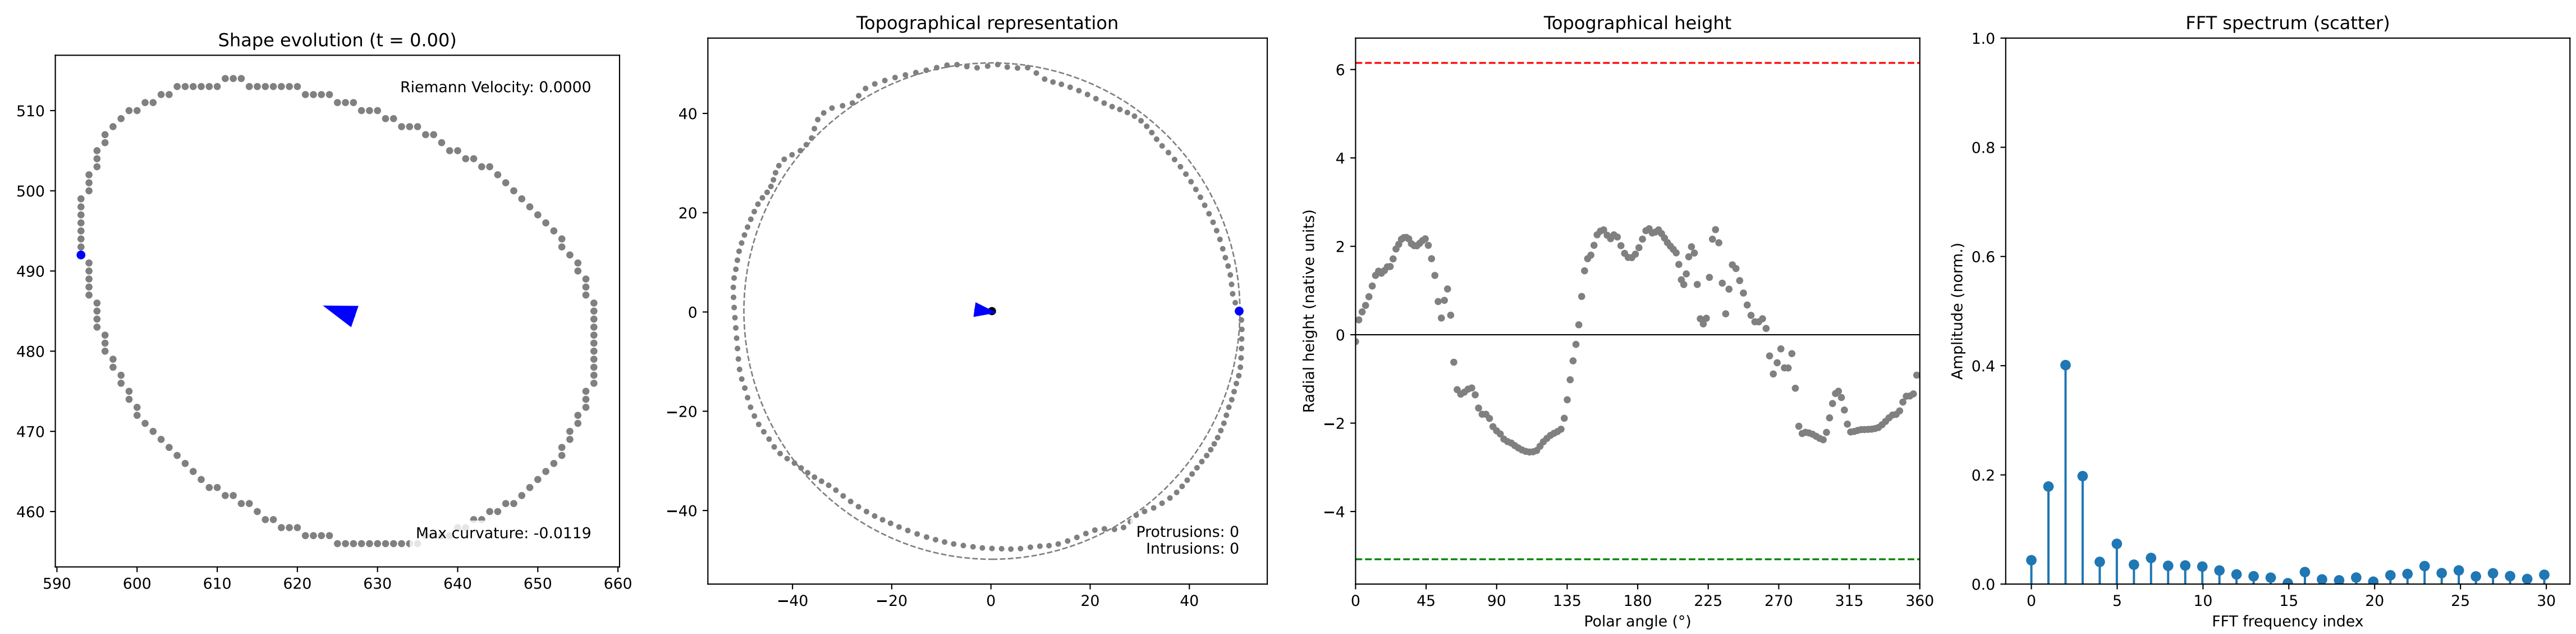 Shape evolution (t = 0.00)
Riemann Velocity: 0.0000
Max curvature: -0.0119
510
500
490
480
470
460
590 600 610 620 630 640 650 660
Topographical representation
Protrusions: 0
Intrusions: 0
40
20
0
−20
−40
−40 −20 0 20 40
Topographical height
Radial height (native units)
6
4
2
0
−2
−4
0 45 90 135 180 225 270 315 360
Polar angle (°)
FFT spectrum (scatter)
Amplitude (norm.)
1.0
0.8
0.6
0.4
0.2
0.0
0 5 10 15 20 25 30
FFT frequency index